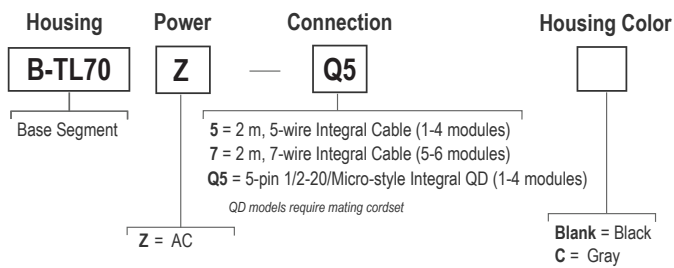 Housing Power Connection Housing Color
B-TL70 Z — Q5
Base Segment
5 = 2 m, 5-wire Integral Cable (1-4 modules)
7 = 2 m, 7-wire Integral Cable (5-6 modules)
Q5 = 5-pin 1/2-20/Micro-style Integral QD (1-4 modules)
QD models require mating cordset
Z = AC
Blank = Black
C = Gray